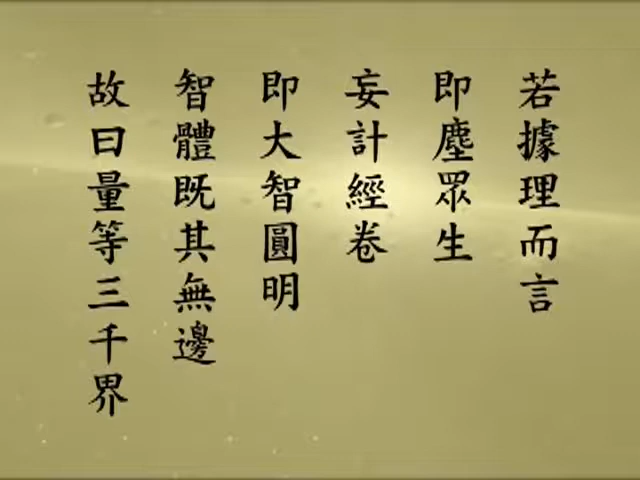 若據理而言
即塵眾生
妄計經卷
即大智圓明
智體既其無邊
故曰量等三千界